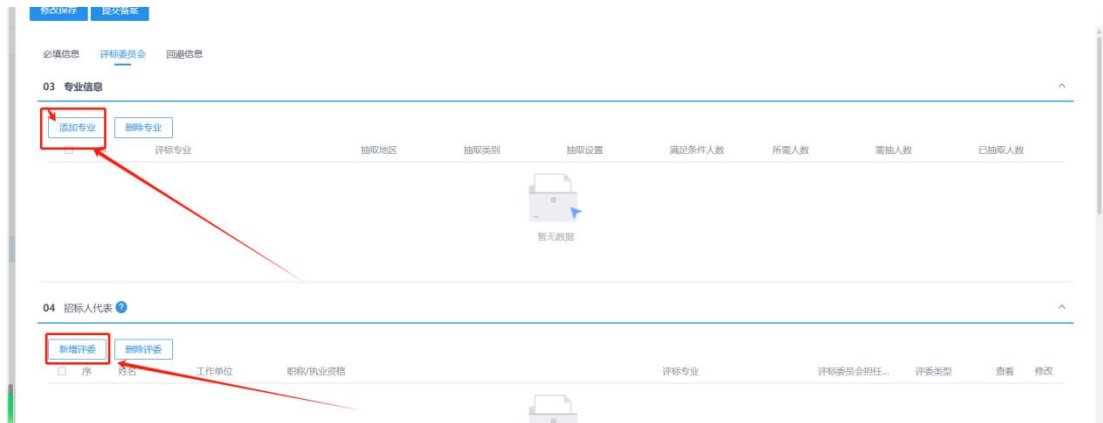 修改保存 提交备案
必填信息 评标委员会 回避信息
03 专业信息
添加专业 删除专业
评标专业 抽取地区 抽取类别 抽取设置 满足条件人数 所需人数 需抽人数 已抽取人数
暂无数据
04 招标人代表 ?
新增评委 删除评委
序 姓名 工作单位 职称/执业资格 评标专业 评标委员会担任... 评委类型 查看 修改